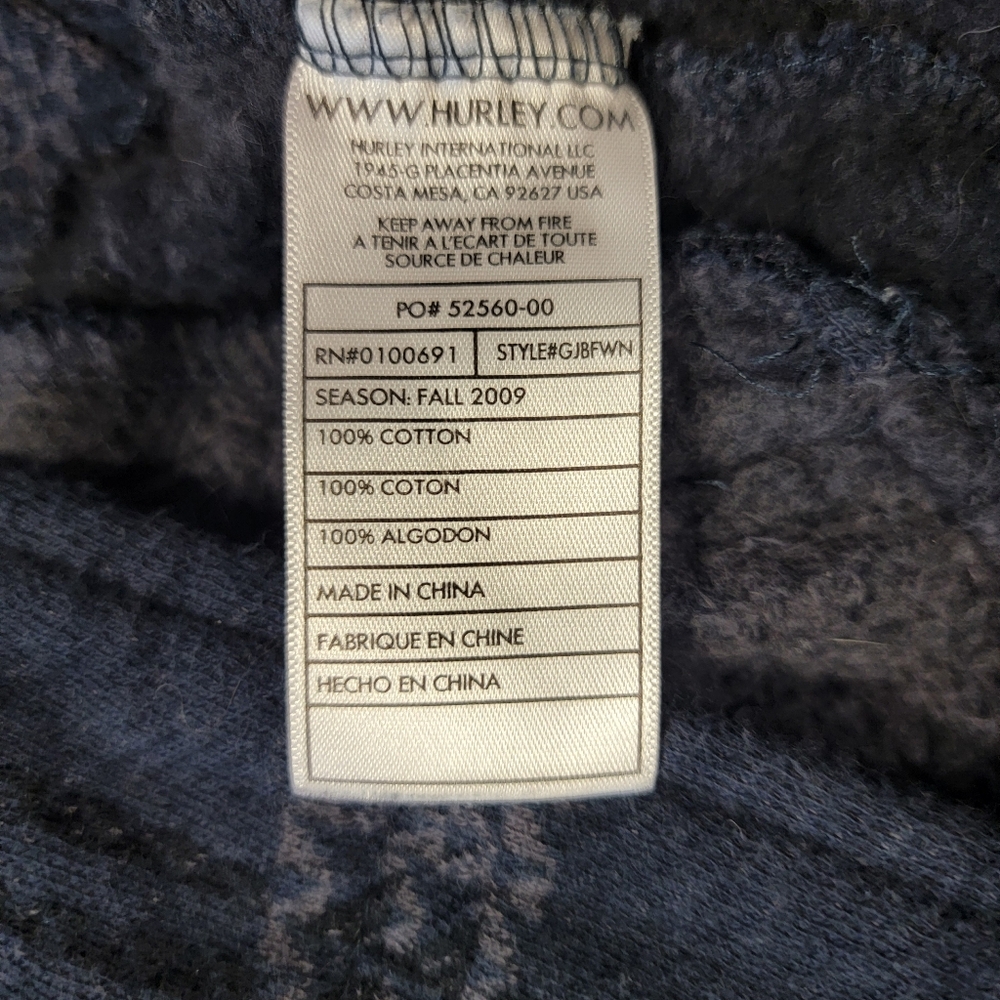 WWW.HURLEY.COM
HURLEY INTERNATIONAL LLC
1945-G PLACENTIA AVENUE
COSTA MESA, CA 92627 USA
KEEP AWAY FROM FIRE
A TENIR A L'ECART DE TOUTE
SOURCE DE CHALEUR
PO# 52560-00
RN#0100691 STYLE#GJBFWN
SEASON: FALL 2009
100% COTTON
100% COTON
100% ALGODON
MADE IN CHINA
FABRIQUE EN CHINE
HECHO EN CHINA